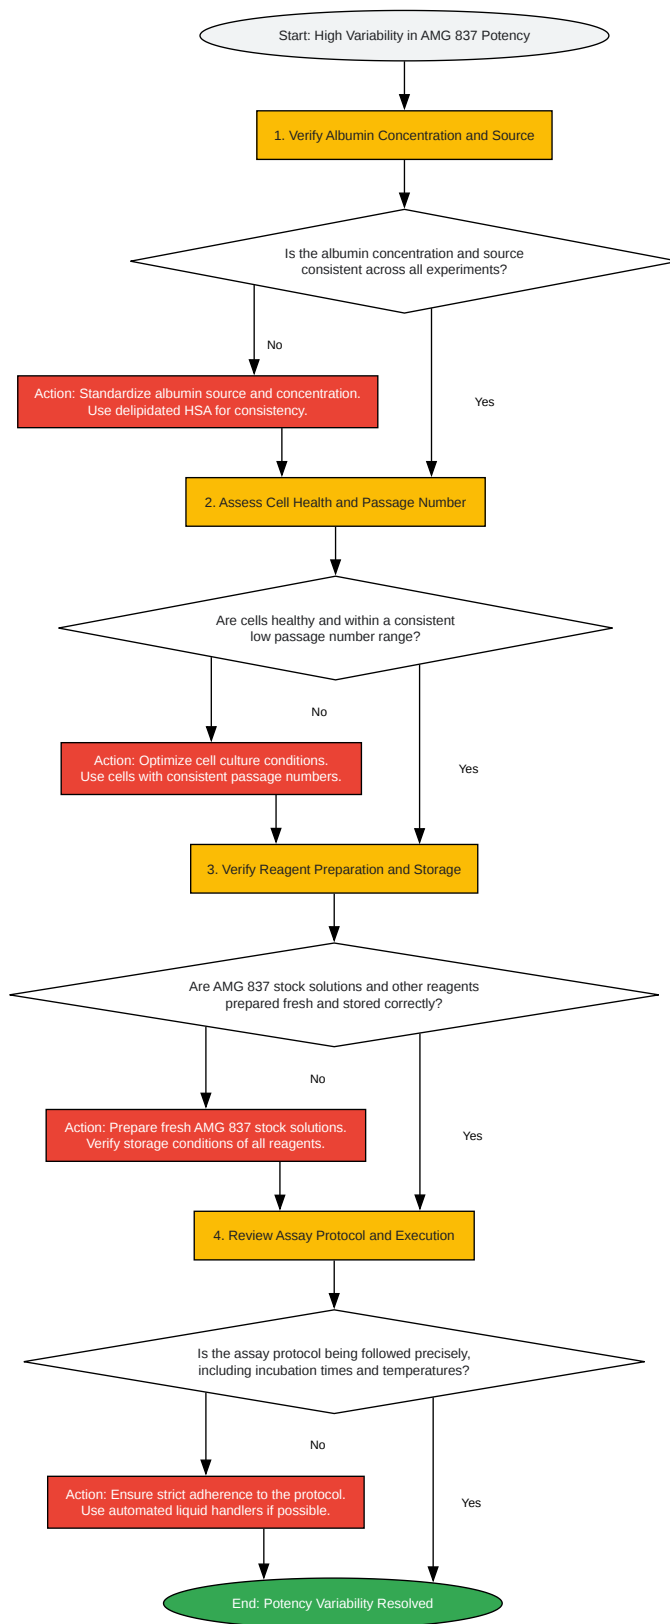 Start: High Variability in AMG 837 Potency
1. Verify Albumin Concentration and Source
Is the albumin concentration and source
consistent across all experiments?
No
Action: Standardize albumin source and concentration.
Use delipidated HSA for consistency.
Yes
2. Assess Cell Health and Passage Number
Are cells healthy and within a consistent
low passage number range?
No
Action: Optimize cell culture conditions.
Use cells with consistent passage numbers.
Yes
3. Verify Reagent Preparation and Storage
Are AMG 837 stock solutions and other reagents
prepared fresh and stored correctly?
No
Action: Prepare fresh AMG 837 stock solutions.
Verify storage conditions of all reagents.
Yes
4. Review Assay Protocol and Execution
Is the assay protocol being followed precisely,
including incubation times and temperatures?
No
Action: Ensure strict adherence to the protocol.
Use automated liquid handlers if possible.
Yes
End: Potency Variability Resolved